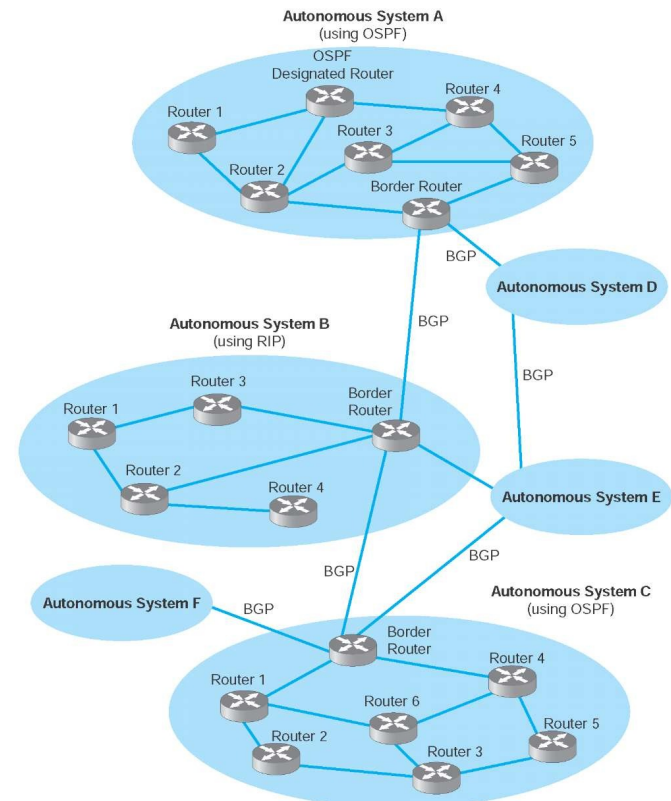 Autonomous System A
(using OSPF)
OSPF
Designated Router
Router 4
Router 1
Router 3
Router 5
Router 2
Border Router
BGP
Autonomous System D
BGP
Autonomous System B
(using RIP)
BGP
Router 3
Border
Router
Router 1
Router 2
Router 4
Autonomous System E
BGP
BGP
Autonomous System C
(using OSPF)
Autonomous System F
BGP
Border
Router
Router 4
Router 1
Router 6
Router 5
Router 2
Router 3